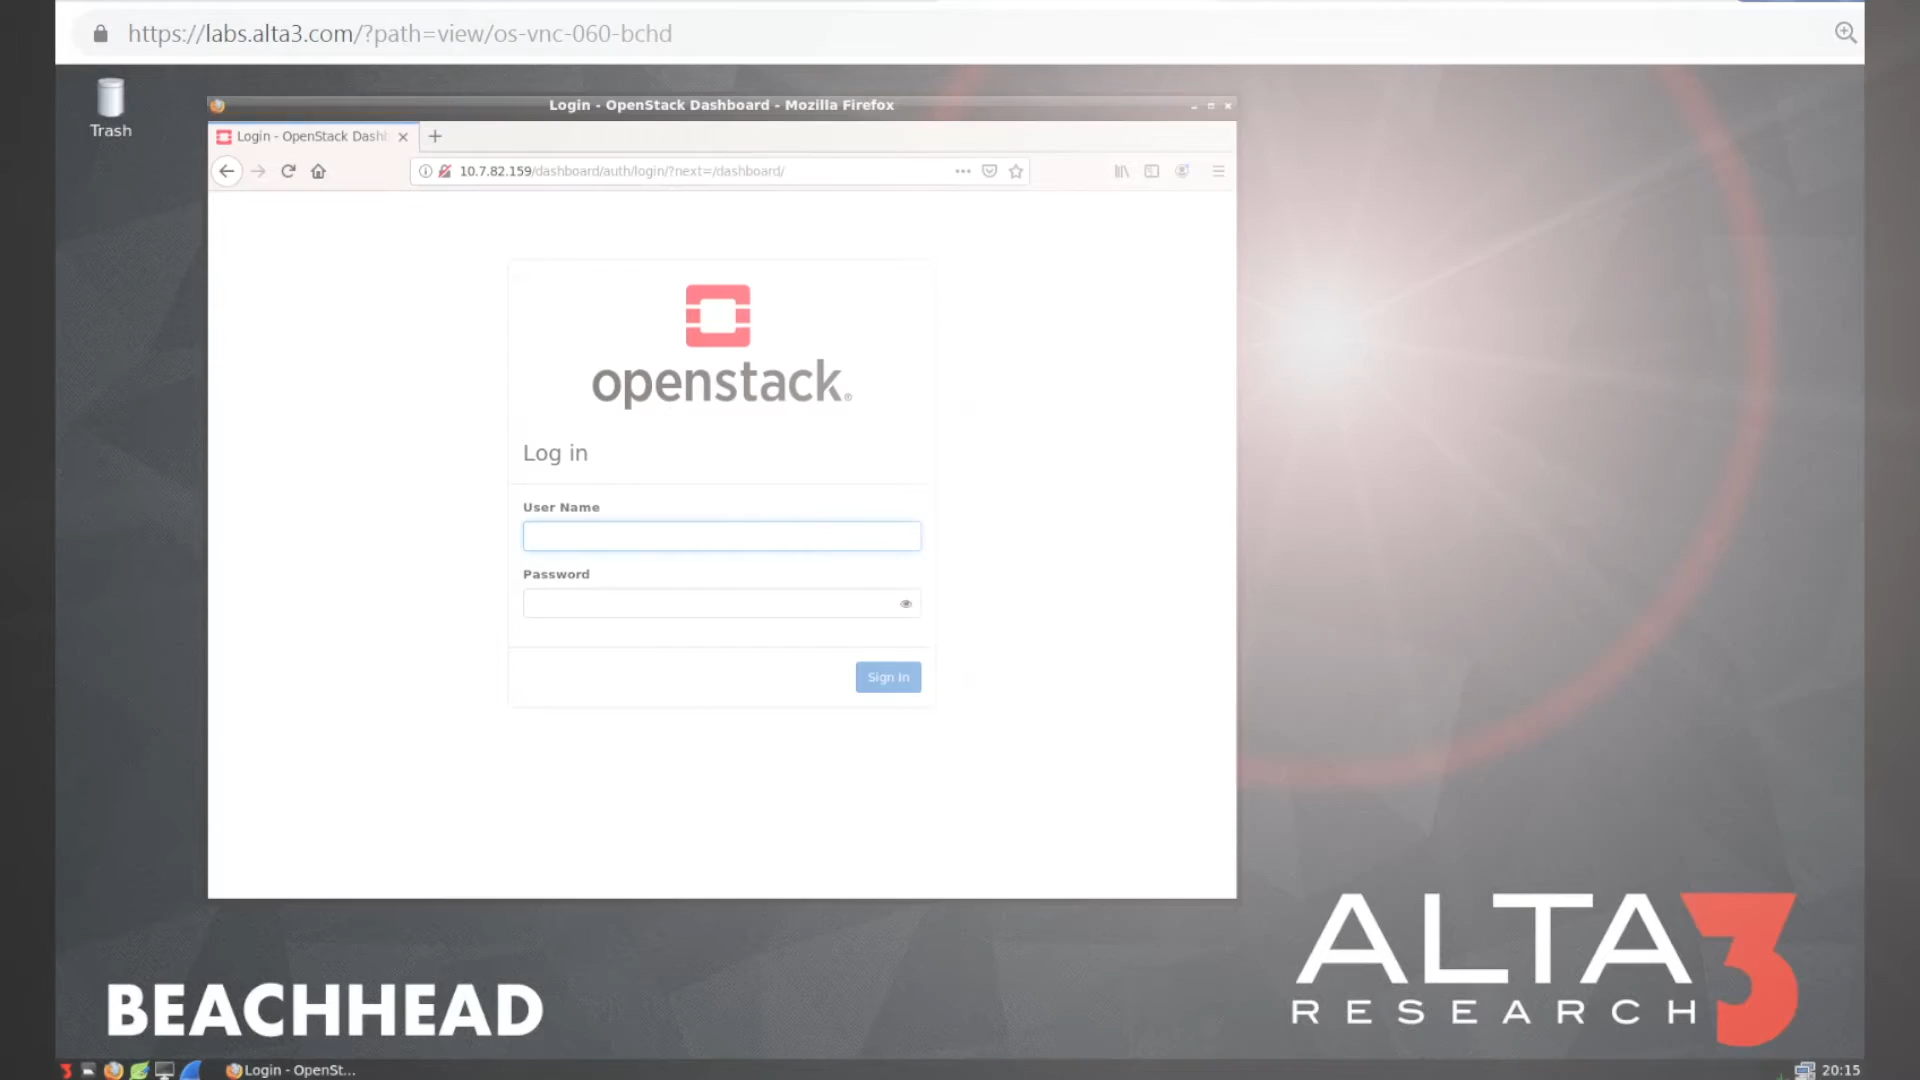 https://labs.alta3.com/?path=view/os-vnc-060-bchd
Trash
Login - OpenStack Dashboard - Mozilla Firefox
Login - OpenStack Dashb
10.7.82.159/dashboard/auth/login/?next=/dashboard/
openstack.®
Log in
User Name
Password
Sign In
BEACHHEAD
ALTA3
RESEARCH
Login - OpenSt...
20:15